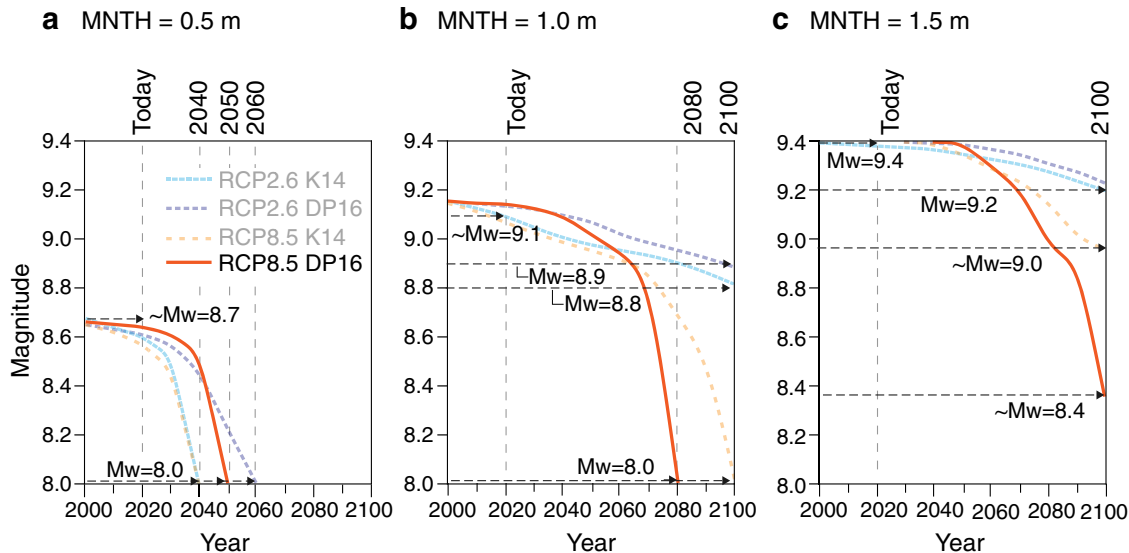 a MNTH = 0.5 m
Today
2040
2050
2060
9.4
9.2
9.0
8.8
8.6
8.4
8.2
8.0
Magnitude
RCP2.6 K14
RCP2.6 DP16
RCP8.5 K14
RCP8.5 DP16
~Mw=8.7
Mw=8.0
2000 2020 2040 2060 2080 2100
Year
b MNTH = 1.0 m
Today
2080
2100
9.4
9.2
9.0
8.8
8.6
8.4
8.2
8.0
~Mw=9.1
Mw=8.9
Mw=8.8
Mw=8.0
2000 2020 2040 2060 2080 2100
Year
c MNTH = 1.5 m
Today
2100
9.4
9.2
9.0
8.8
8.6
8.4
8.2
8.0
Mw=9.4
Mw=9.2
~Mw=9.0
~Mw=8.4
2000 2020 2040 2060 2080 2100
Year